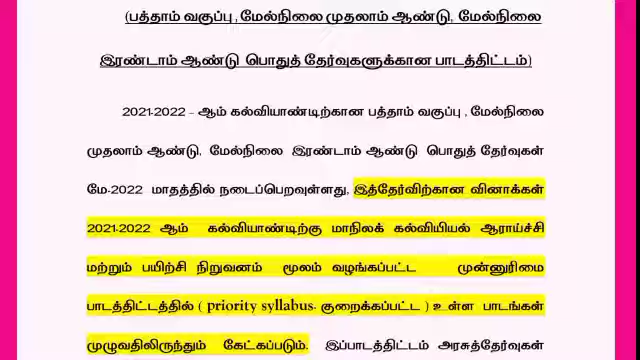 (பத்தாம் வகுப்பு , மேல்நிலை முதலாம் ஆண்டு, மேல்நிலை
இரண்டாம் ஆண்டு பொதுத் தேர்வுகளுக்கான பாடத்திட்டம்)
2021-2022 - ஆம் கல்வியாண்டிற்கான பத்தாம் வகுப்பு , மேல்நிலை
முதலாம் ஆண்டு, மேல்நிலை இரண்டாம் ஆண்டு பொதுத் தேர்வுகள்
மே-2022 மாதத்தில் நடைப்பெறவுள்ளது, இத்தேர்விற்கான வினாக்கள்
2021-2022 ஆம் கல்வியாண்டிற்கு மாநிலக் கல்வியியல் ஆராய்ச்சி
மற்றும் பயிற்சி நிறுவனம் மூலம் வழங்கப்பட்ட முன்னுரிமை
பாடத்திட்டத்தில் ( priority syllabus- குறைக்கப்பட்ட ) உள்ள பாடங்கள்
முழுவதிலிருந்தும் கேட்கப்படும். இப்பாடத்திட்டம் அரசுத்தேர்வுகள்